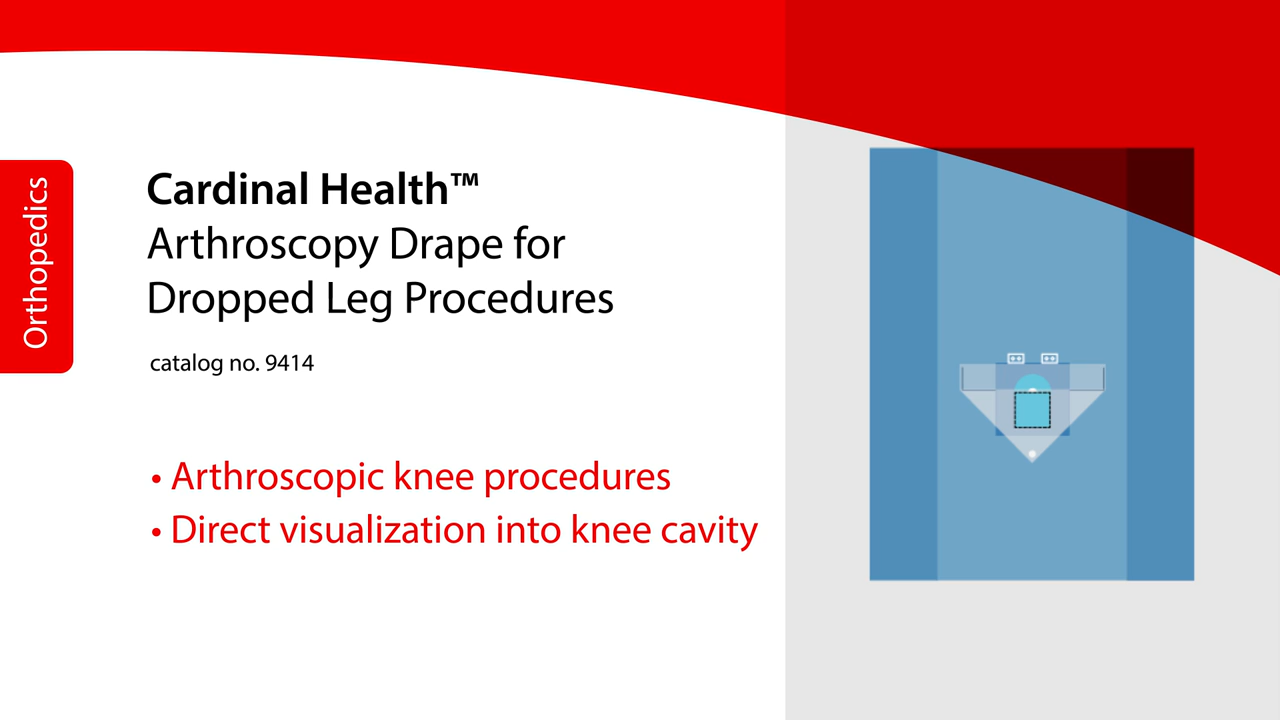 Orthopedics
Cardinal Health™
Arthroscopy Drape for
Dropped Leg Procedures
catalog no. 9414
• Arthroscopic knee procedures
• Direct visualization into knee cavity